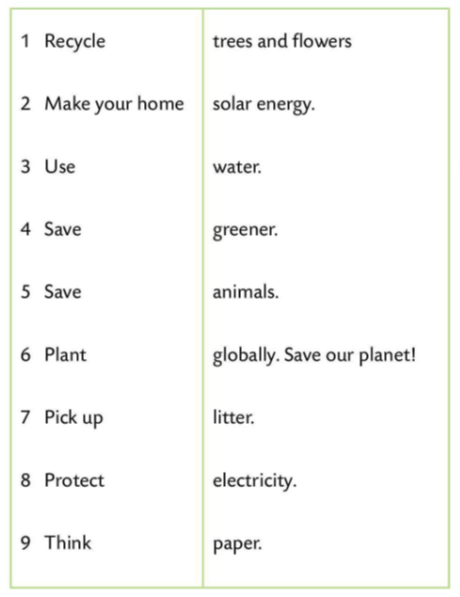 1 Recycle trees and flowers
2 Make your home solar energy.
3 Use water.
4 Save greener.
5 Save animals.
6 Plant globally. Save our planet!
7 Pick up litter.
8 Protect electricity.
9 Think paper.